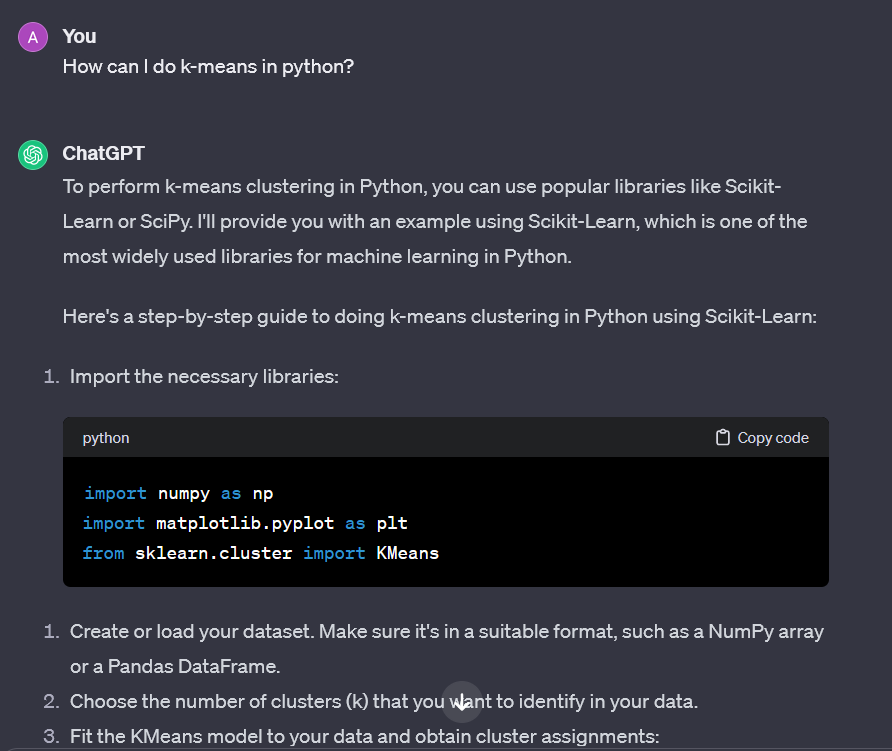 A
You
How can I do k-means in python?
ChatGPT
To perform k-means clustering in Python, you can use popular libraries like Scikit-
Learn or SciPy. I'll provide you with an example using Scikit-Learn, which is one of the
most widely used libraries for machine learning in Python.
Here's a step-by-step guide to doing k-means clustering in Python using Scikit-Learn:
1. Import the necessary libraries:
python Copy code
import numpy as np
import matplotlib.pyplot as plt
from sklearn.cluster import KMeans
1. Create or load your dataset. Make sure it's in a suitable format, such as a NumPy array
or a Pandas DataFrame.
2. Choose the number of clusters (k) that you want to identify in your data.
3. Fit the KMeans model to your data and obtain cluster assignments: